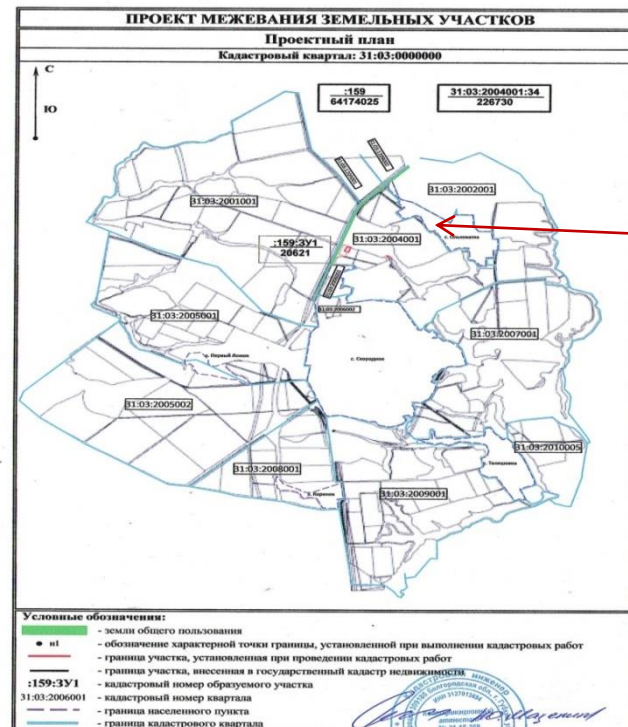 ПРОЕКТ МЕЖЕВАНИЯ ЗЕМЕЛЬНЫХ УЧАСТКОВ
Проектный план
Кадастровый квартал: 31:03:0000000
С
Ю
:159
64174025
31:03:2004001:34
226730
31:03:2002001
31:03:2001001
31:03:2004001
:159:ЗУ1
20621
31:03:2005001
31:03:2007001
31:03:2005002
31:03:2010005
31:03:2008001
31:03:2009001
Условные обозначения:
- земли общего пользования
н1 - обозначение характерной точки границы, установленной при выполнении кадастровых работ
- граница участка, установленная при проведении кадастровых работ
- граница участка, внесенная в государственный кадастр недвижимости
:159:ЗУ1 - кадастровый номер образуемого участка
31:03:2006001 - кадастровый номер квартала
- граница населенного пункта
- граница кадастрового квартала